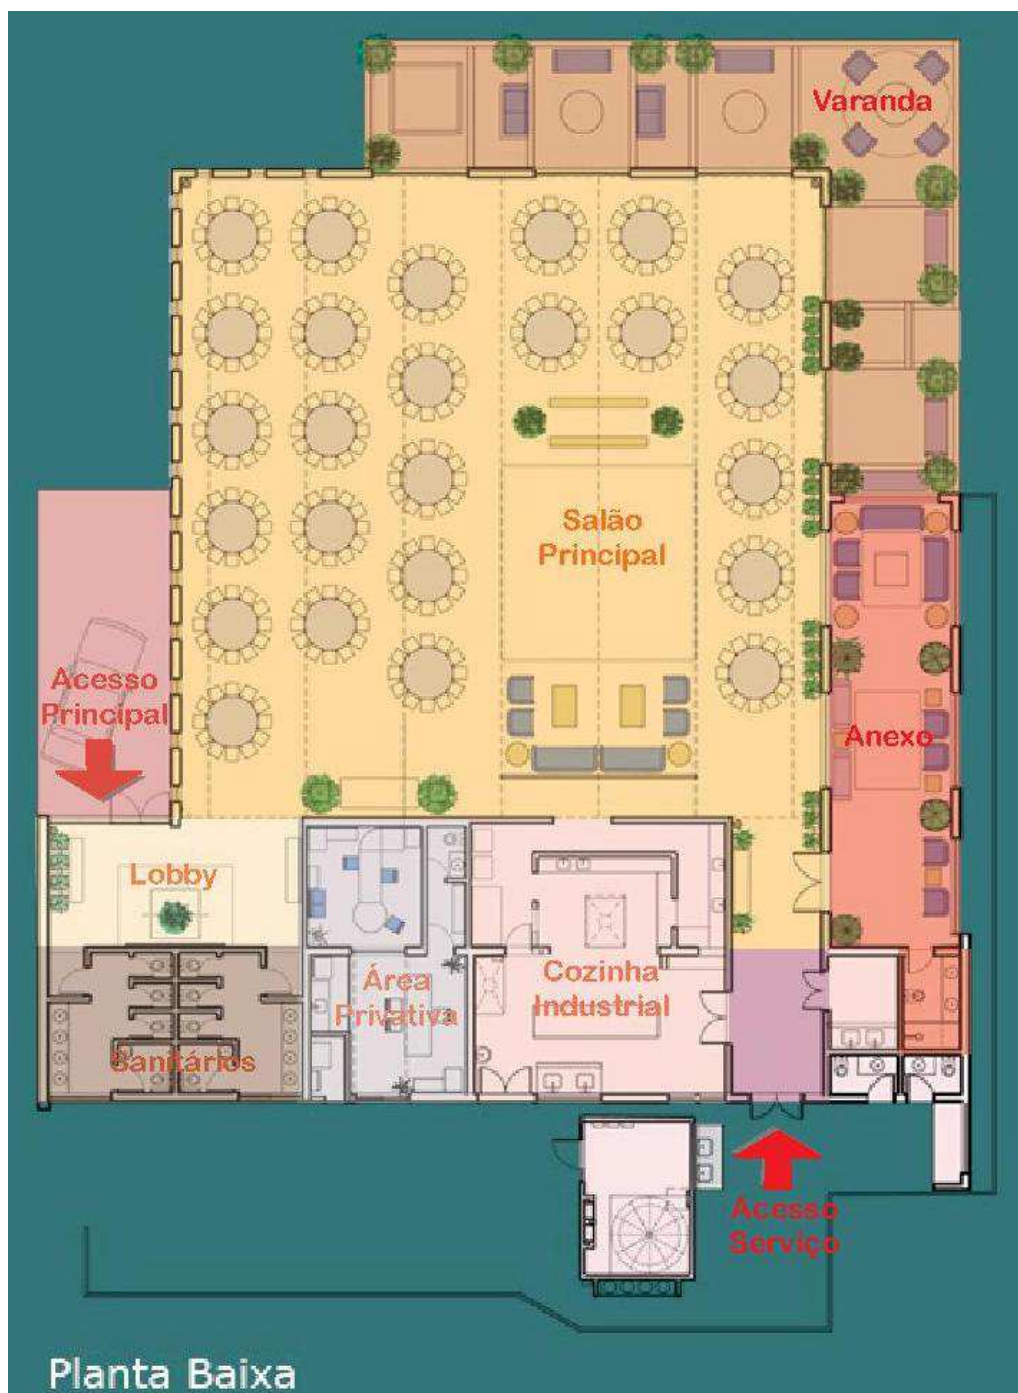 Varanda
Salão
Principal
Acesso
Principal
Anexo
Lobby
Área
Privativa
Cozinha
Industrial
Sanitários
Acesso
Serviço
Planta Baixa